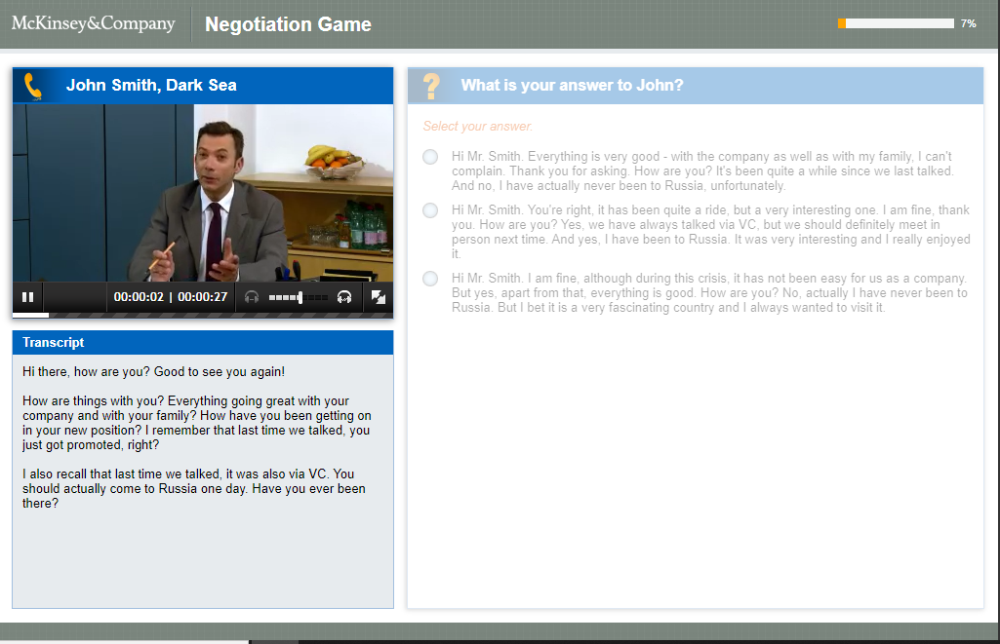 McKinsey&Company
Negotiation Game
7%
John Smith, Dark Sea
00:00:02 | 00:00:27
Transcript
Hi there, how are you? Good to see you again!
How are things with you? Everything going great with your
company and with your family? How have you been getting on
in your new position? I remember that last time we talked, you
just got promoted, right?
I also recall that last time we talked, it was also via VC. You
should actually come to Russia one day. Have you ever been
there?
? What is your answer to John?
Select your answer.
Hi Mr. Smith. Everything is very good - with the company as well as with my family, I can't
complain. Thank you for asking. How are you? It's been quite a while since we last talked.
And no, I have actually never been to Russia, unfortunately.
Hi Mr. Smith. You're right, it has been quite a ride, but a very interesting one. I am fine, thank
you. How are you? Yes, we have always talked via VC, but we should definitely meet in
person next time. And yes, I have been to Russia. It was very interesting and I really enjoyed
it.
Hi Mr. Smith. I am fine, although during this crisis, it has not been easy for us as a company.
But yes, apart from that, everything is good. How are you? No, actually I have never been to
Russia. But I bet it is a very fascinating country and I always wanted to visit it.